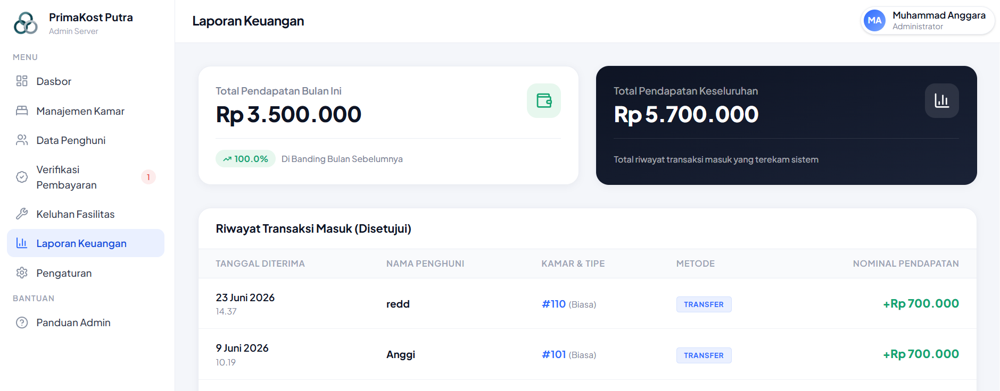 PrimaKost Putra
Admin Server
MENU
Dasbor
Manajemen Kamar
Data Penghuni
Verifikasi
Pembayaran
1
Keluhan Fasilitas
Laporan Keuangan
Pengaturan
BANTUAN
Panduan Admin
Laporan Keuangan
MA
Muhammad Anggara
Administrator
Total Pendapatan Bulan Ini
Rp 3.500.000
100.0% Di Banding Bulan Sebelumnya
Total Pendapatan Keseluruhan
Rp 5.700.000
Total riwayat transaksi masuk yang terekam sistem
Riwayat Transaksi Masuk (Disetujui)
TANGGAL DITERIMA NAMA PENGHUNI KAMAR & TIPE METODE NOMINAL PENDAPATAN
23 Juni 2026
14.37
redd #110 (Biasa) TRANSFER +Rp 700.000
9 Juni 2026
10.19
Anggi #101 (Biasa) TRANSFER +Rp 700.000